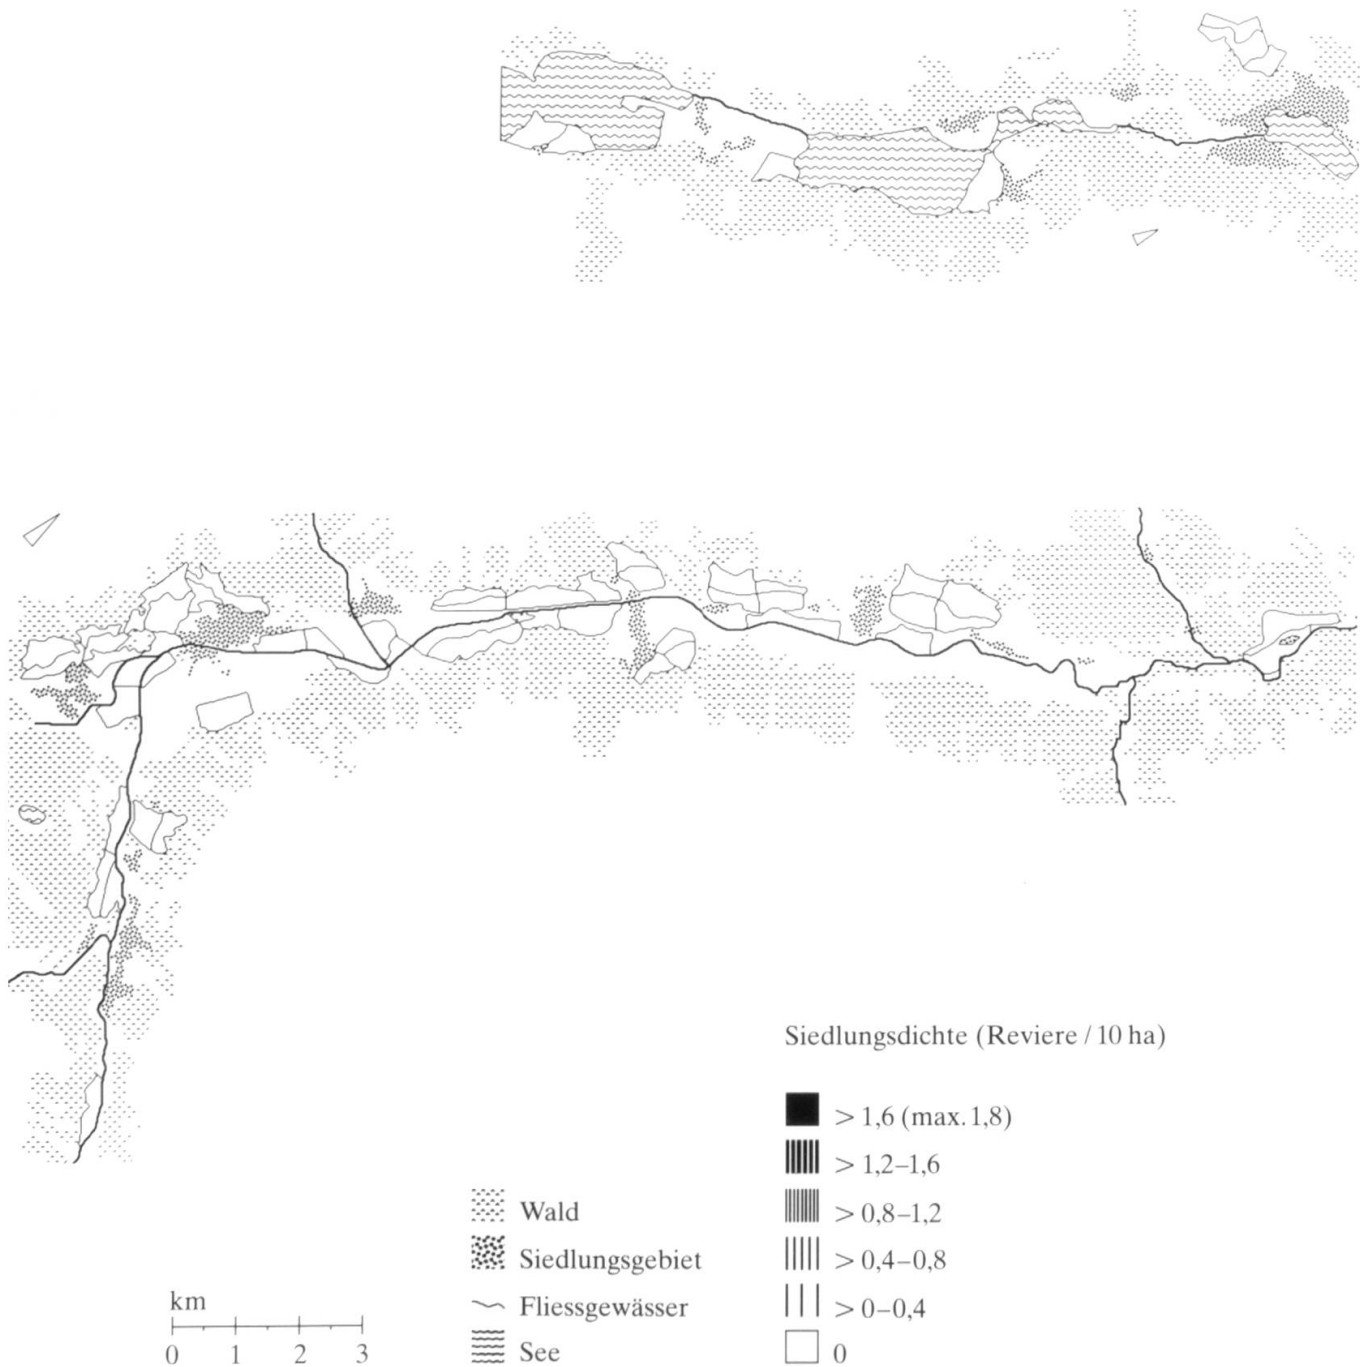 Siedlungsdichte (Reviere / 10 ha)
> 1,6 (max. 1,8)
> 1,2–1,6
> 0,8–1,2
> 0,4–0,8
> 0–0,4
0
Wald
Siedlungsgebiet
Fliessgewässer
See
km
0 1 2 3